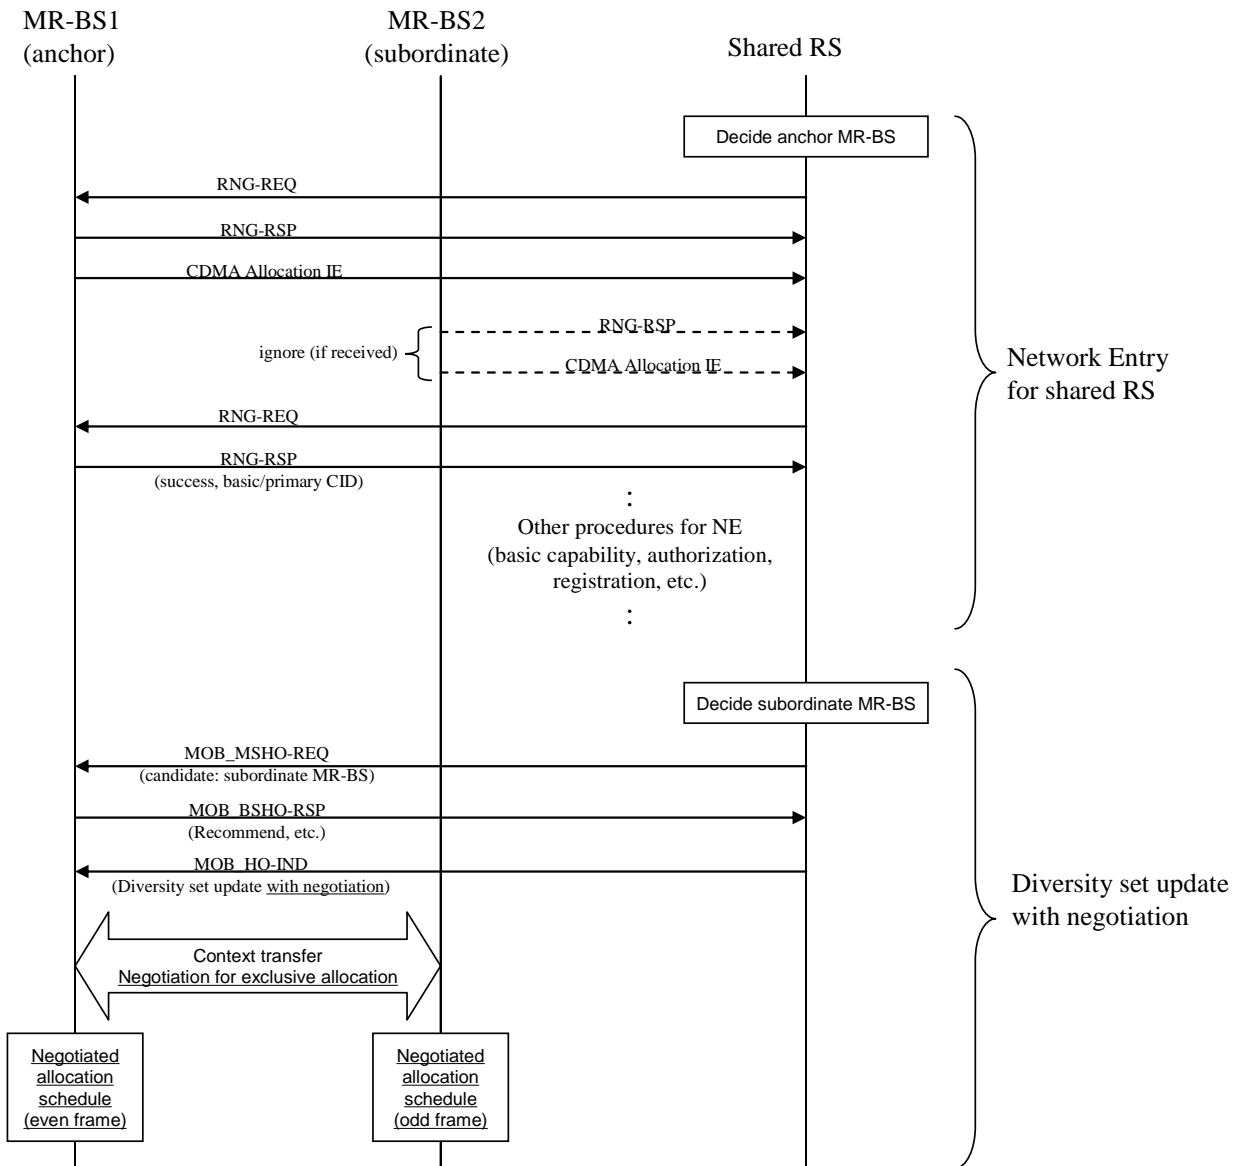 MR-BS1
(anchor)
MR-BS2
(subordinate)
Shared RS
Decide anchor MR-BS
RNG-REQ
RNG-RSP
CDMA Allocation IE
RNG-RSP
ignore (if received)
CDMA Allocation IE
Network Entry
for shared RS
RNG-REQ
RNG-RSP
(success, basic/primary CID)
:
Other procedures for NE
(basic capability, authorization,
registration, etc.)
:
Decide subordinate MR-BS
MOB_MSHO-REQ
(candidate: subordinate MR-BS)
MOB_BSHO-RSP
(Recommend, etc.)
MOB_HO-IND
(Diversity set update with negotiation)
Diversity set update
with negotiation
Context transfer
Negotiation for exclusive allocation
Negotiated
allocation
schedule
(even frame)
Negotiated
allocation
schedule
(odd frame)